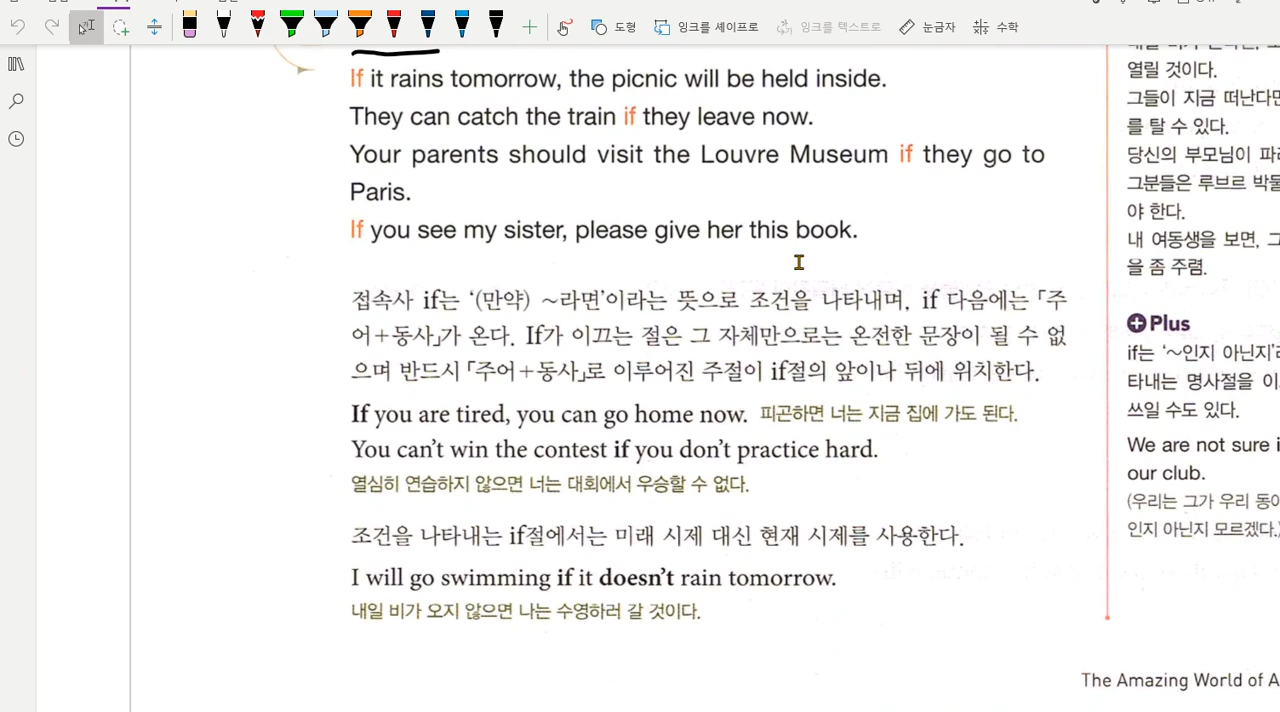 도형
잉크를 셰이프로
잉크를 텍스트로
눈금자
수학
If it rains tomorrow, the picnic will be held inside.
They can catch the train if they leave now.
Your parents should visit the Louvre Museum if they go to
Paris.
If you see my sister, please give her this book.
접속사 if는 ‘(만약) ~라면’이라는 뜻으로 조건을 나타내며, if 다음에는 「주
어+동사」가 온다. If가 이끄는 절은 그 자체만으로는 온전한 문장이 될 수 없
으며 반드시 「주어+동사」로 이루어진 주절이 if절의 앞이나 뒤에 위치한다.
If you are tired, you can go home now. 피곤하면 너는 지금 집에 가도 된다.
You can’t win the contest if you don’t practice hard.
열심히 연습하지 않으면 너는 대회에서 우승할 수 없다.
조건을 나타내는 if절에서는 미래 시제 대신 현재 시제를 사용한다.
I will go swimming if it doesn’t rain tomorrow.
내일 비가 오지 않으면 나는 수영하러 갈 것이다.
열릴 것이다.
그들이 지금 떠난다면
를 탈 수 있다.
당신의 부모님이 파리
그분들은 루브르 박물
야 한다.
내 여동생을 보면, 그
을 좀 주렴.
Plus
if는 ‘~인지 아닌지’라
타내는 명사절을 이
쓰일 수도 있다.
We are not sure i
our club.
(우리는 그가 우리 동아
인지 아닌지 모르겠다.)
The Amazing World of A